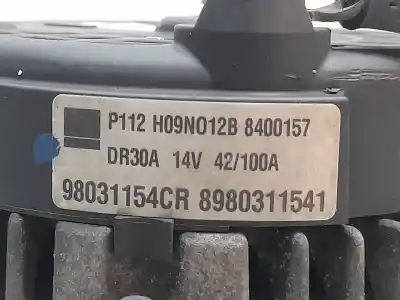 P112 H09NO12B 8400157
DR30A 14V 42/100A
98031154CR 8980311541